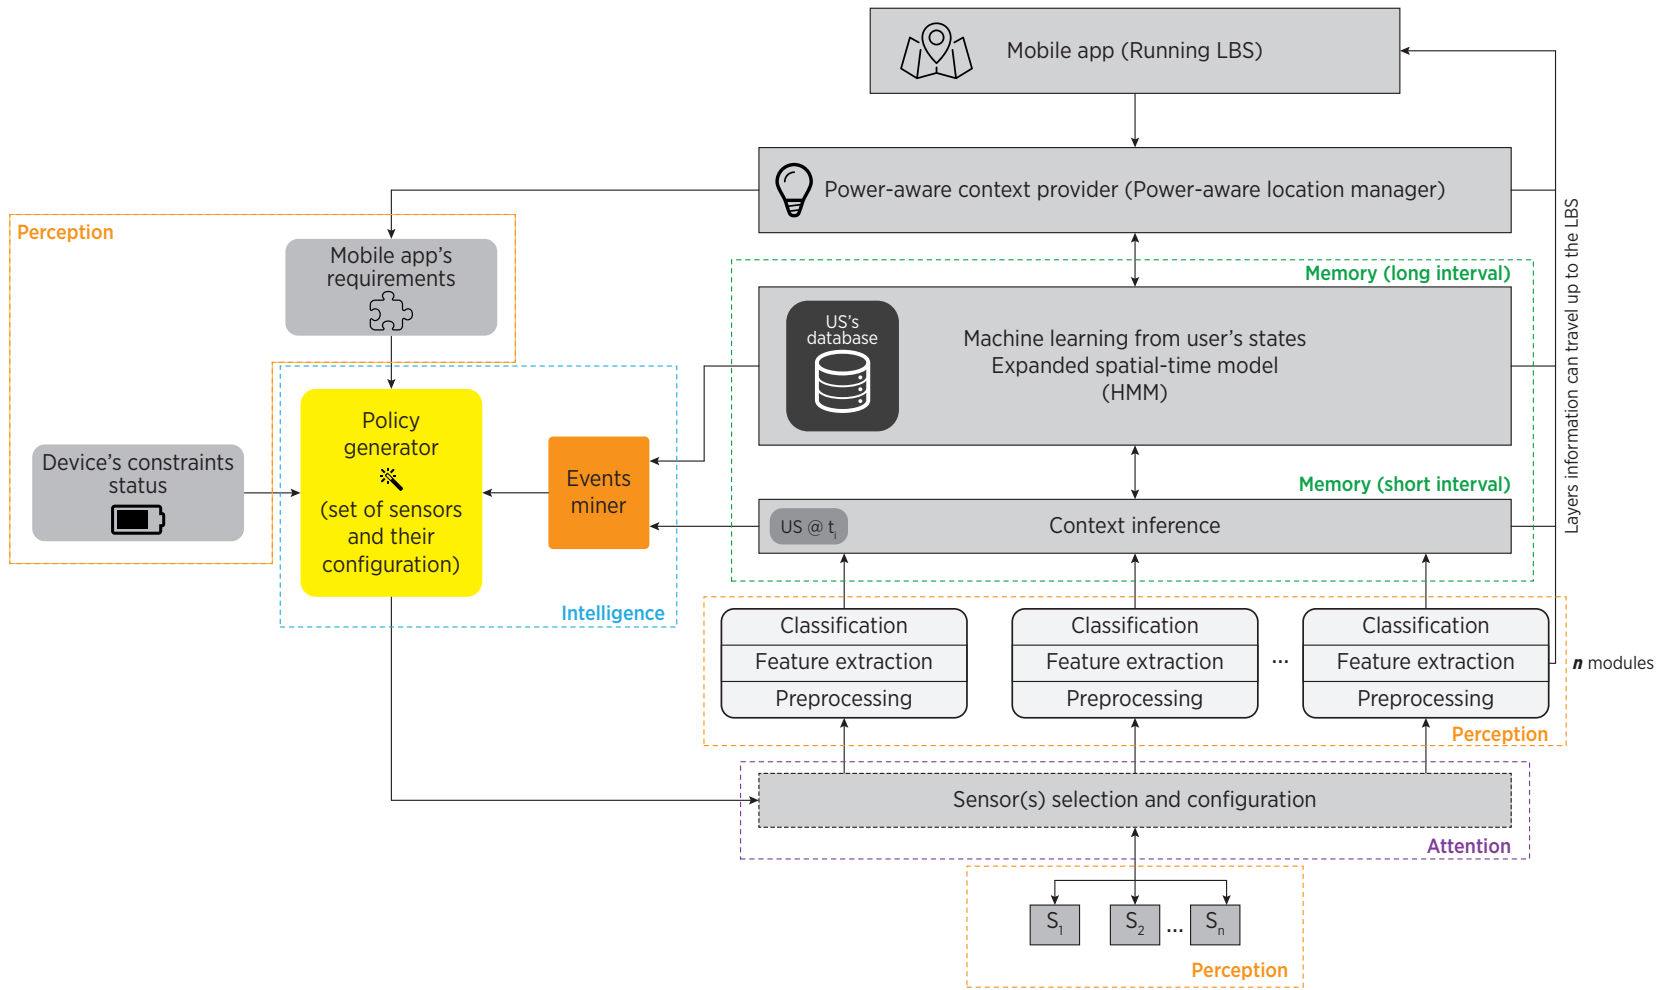 Mobile app (Running LBS)
Power-aware context provider (Power-aware location manager)
Perception
Mobile app's
requirements
Memory (long interval)
US's
database
Machine learning from user's states
Expanded spatial-time model
(HMM)
Layers information can travel up to the LBS
Policy
generator
(set of sensors
and their
configuration)
Device's constraints
status
Events
miner
Memory (short interval)
US @ ti
Context inference
Intelligence
Classification
Feature extraction
Preprocessing
Classification
Feature extraction
Preprocessing
...
Classification
Feature extraction
Preprocessing
n modules
Perception
Sensor(s) selection and configuration
Attention
S1
S2
...
Sn
Perception